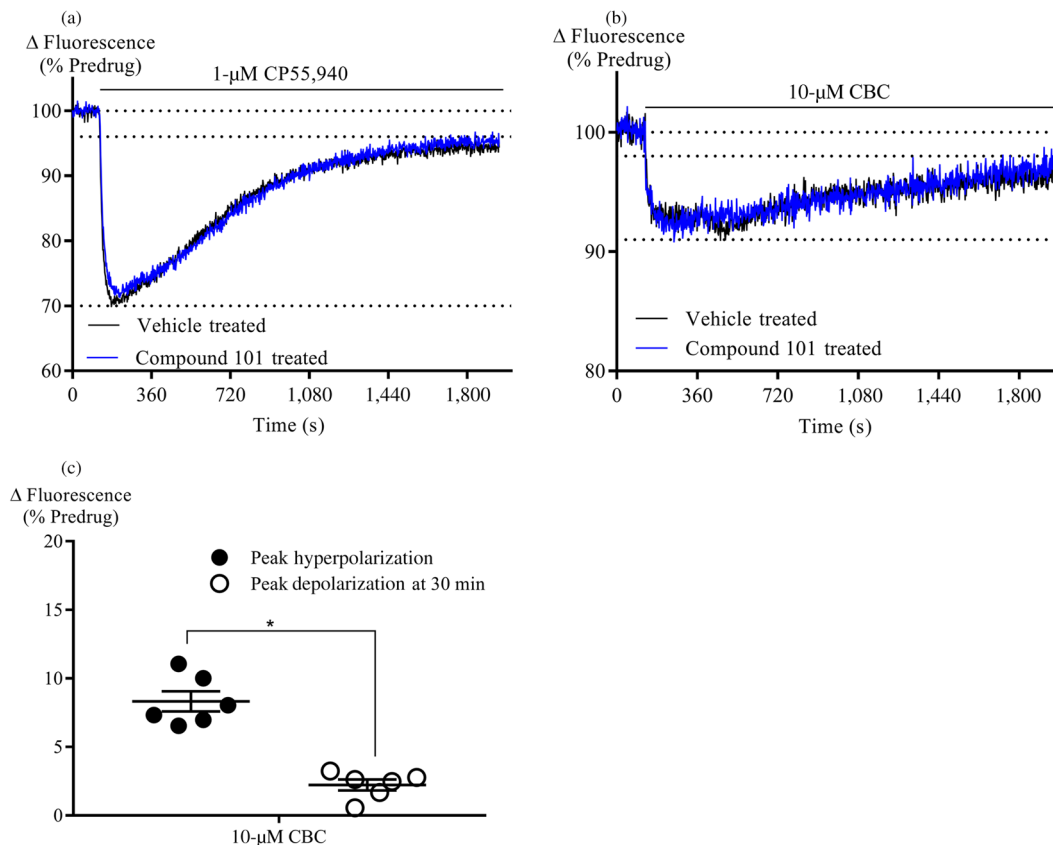 (a)
Δ Fluorescence
(% Predrug)
1-μM CP55,940
100
90
80
70
60
Vehicle treated
Compound 101 treated
0 360 720 1,080 1,440 1,800
Time (s)
(b)
Δ Fluorescence
(% Predrug)
10-μM CBC
100
90
80
Vehicle treated
Compound 101 treated
0 360 720 1,080 1,440 1,800
Time (s)
(c)
Δ Fluorescence
(% Predrug)
20
15
10
5
0
Peak hyperpolarization
Peak depolarization at 30 min
*
10-μM CBC